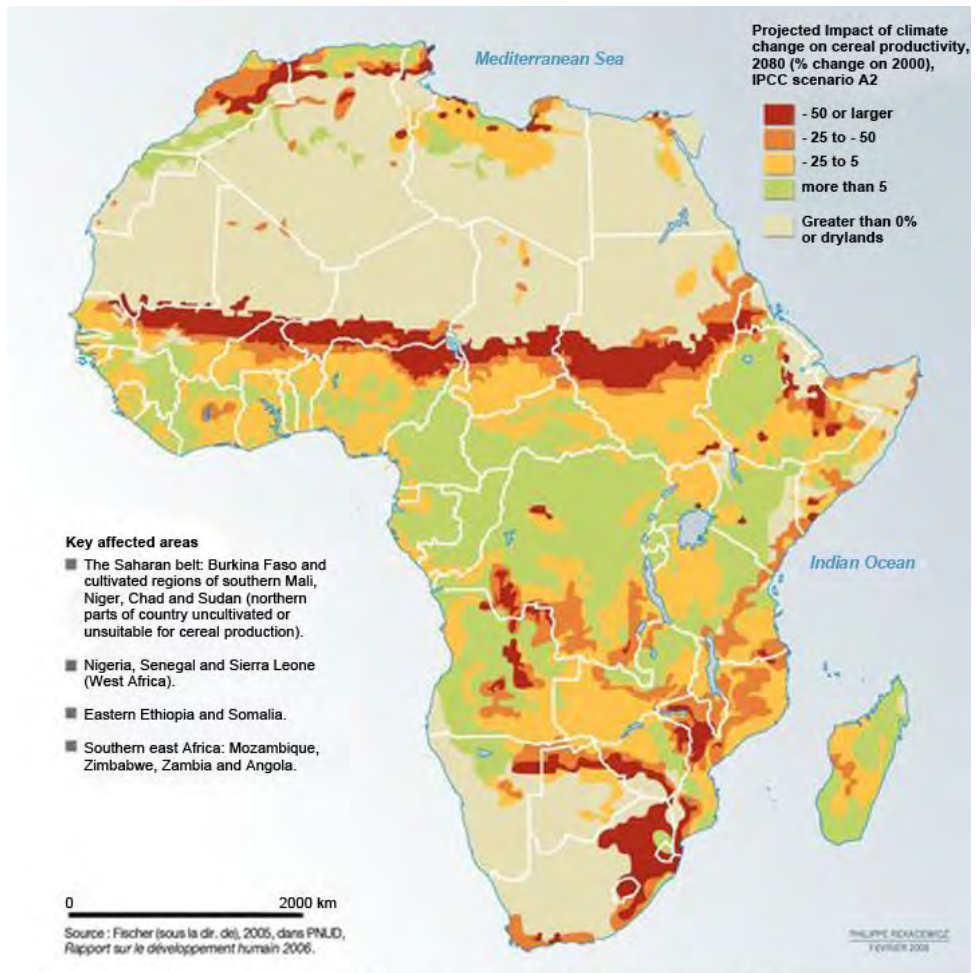 Mediterranean Sea
Projected Impact of climate
change on cereal productivity,
2080 (% change on 2000),
IPCC scenario A2
- 50 or larger
- 25 to - 50
- 25 to 5
more than 5
Greater than 0%
or drylands
Indian Ocean
Key affected areas
The Saharan belt: Burkina Faso and
cultivated regions of southern Mali,
Niger, Chad and Sudan (northern
parts of country uncultivated or
unsuitable for cereal production).
Nigeria, Senegal and Sierra Leone
(West Africa).
Eastern Ethiopia and Somalia.
Southern east Africa: Mozambique,
Zimbabwe, Zambia and Angola.
0 2000 km
Source : Fischer (sous la dir. de), 2005, dans PNUD,
Rapport sur le développement humain 2006.
PHILIPPE REKACEWICZ